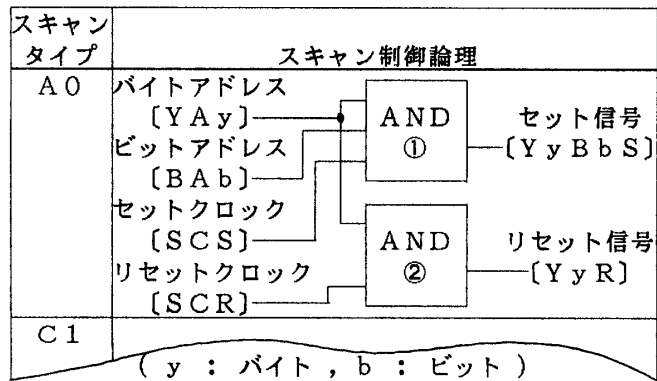 スキャン
タイプ
スキャン制御論理
A0
バイトアドレス
〔YAy〕
ビットアドレス
〔BAb〕
セットクロック
〔SCS〕
リセットクロック
〔SCR〕
AND
①
セット信号
〔YyBbS〕
AND
②
リセット信号
〔YyR〕
C1
( y : バイト , b : ビット )